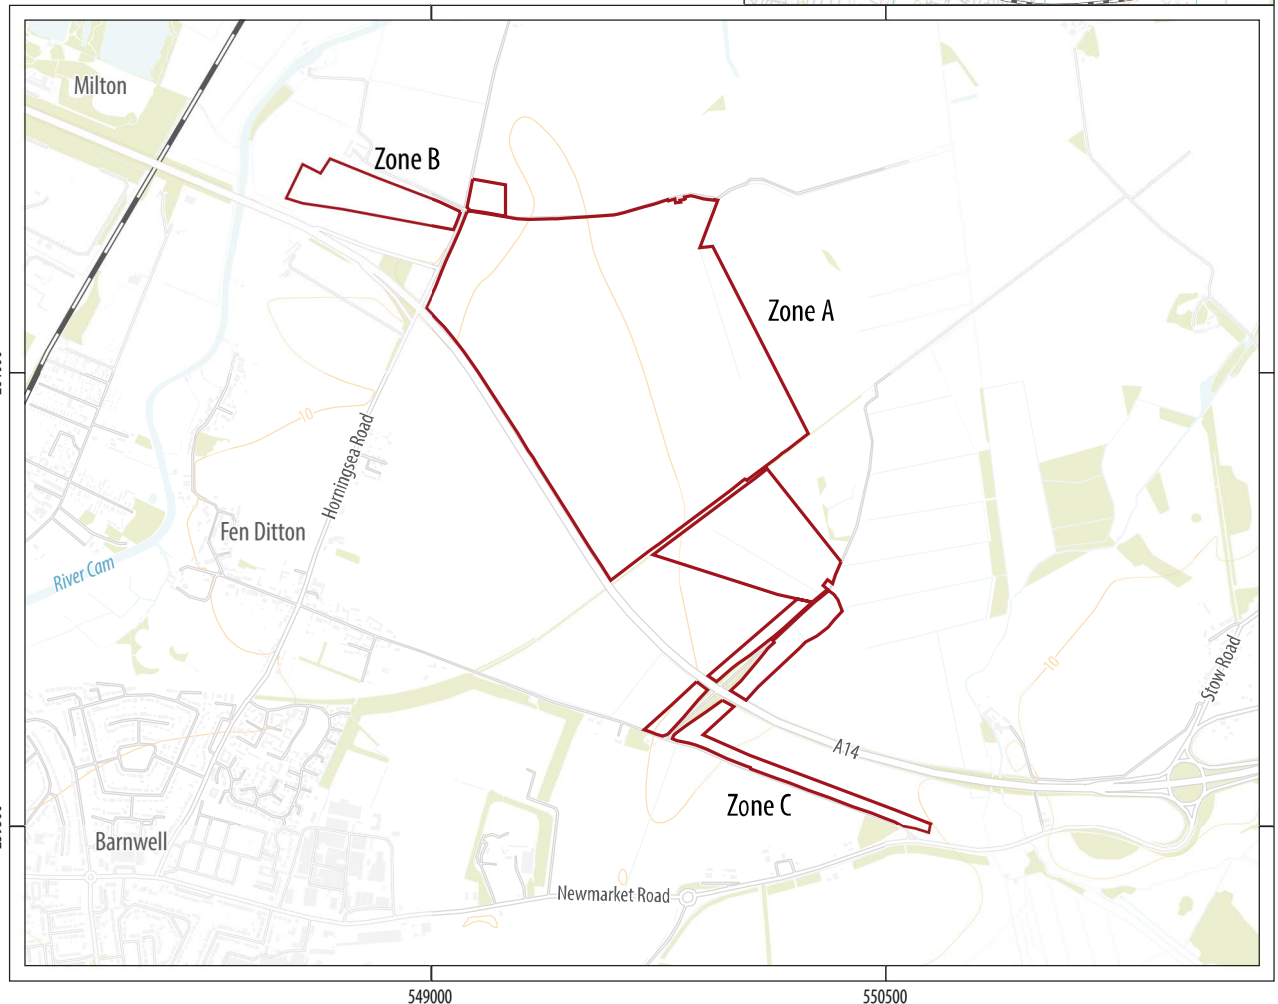 Milton
Zone B
Zone A
10
Horningsea Road
Fen Ditton
River Cam
10
Stow Road
A14
Zone C
Barnwell
Newmarket Road
549000
550500